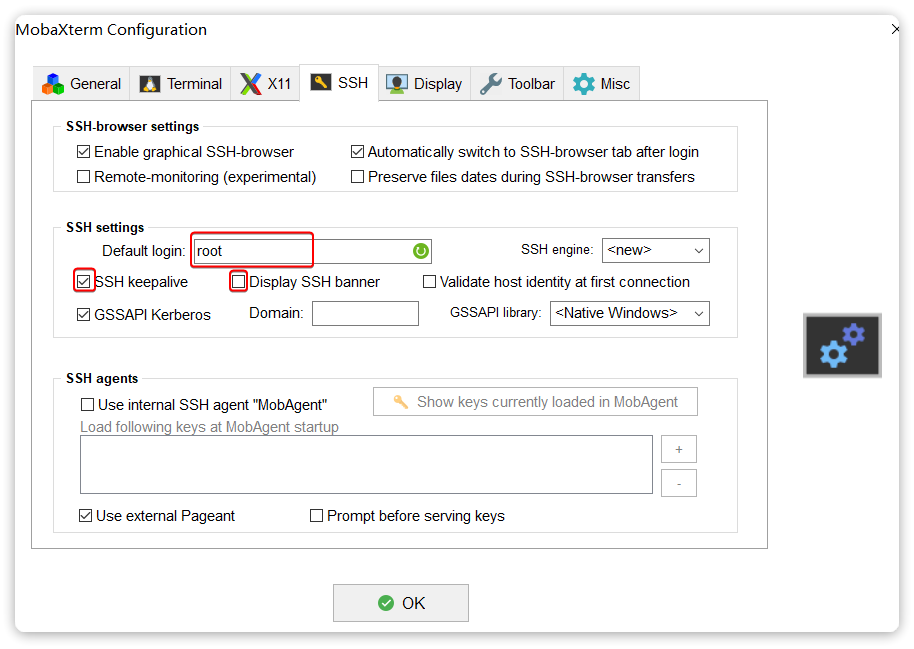 MobaXterm Configuration
General Terminal X11 SSH Display Toolbar Misc
SSH-browser settings
Enable graphical SSH-browser Automatically switch to SSH-browser tab after login
Remote-monitoring (experimental) Preserve files dates during SSH-browser transfers
SSH settings
Default login: root SSH engine: <new>
SSH keepalive Display SSH banner Validate host identity at first connection
GSSAPI Kerberos Domain: GSSAPI library: <Native Windows>
SSH agents
Use internal SSH agent "MobAgent" Show keys currently loaded in MobAgent
Load following keys at MobAgent startup
+
-
Use external Pageant Prompt before serving keys
OK